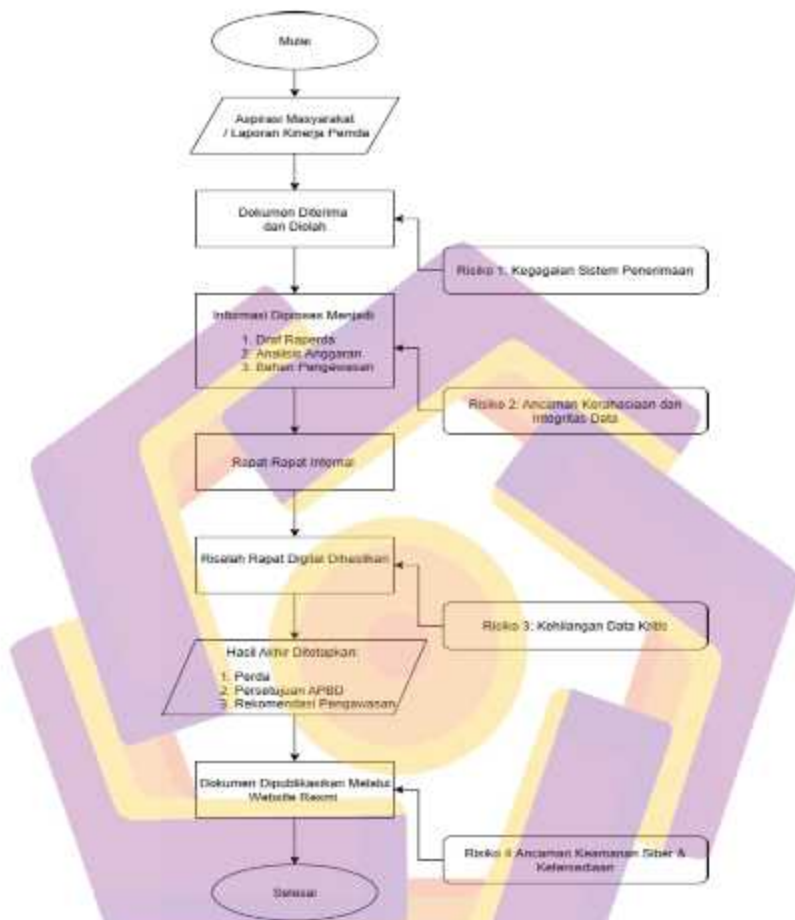 Mulai
Aspirasi Masyarakat
/ Laporan Kinerja Pemda
Dokumen Diterima
dan Diolah
Risiko 1: Kegagalan Sistem Penerimaan
Informasi Diproses Menjadi
1. Draf Raperda
2. Analisis Anggaran
3. Bahan Pengawasan
Risiko 2: Ancaman Kerahasiaan dan
Integritas Data
Rapat Rapat Internal
Risalah Rapat Digital Dihasilkan
Risiko 3: Kehilangan Data Kritis
Hasil Akhir Ditetapkan
1. Perda
2. Persetujuan APBD
3. Rekomendasi Pengawasan
Dokumen Dipublikasikan Melalui
Website Resmi
Risiko 4 Ancaman Keamanan Siber &
Ketersediaan
Selesai